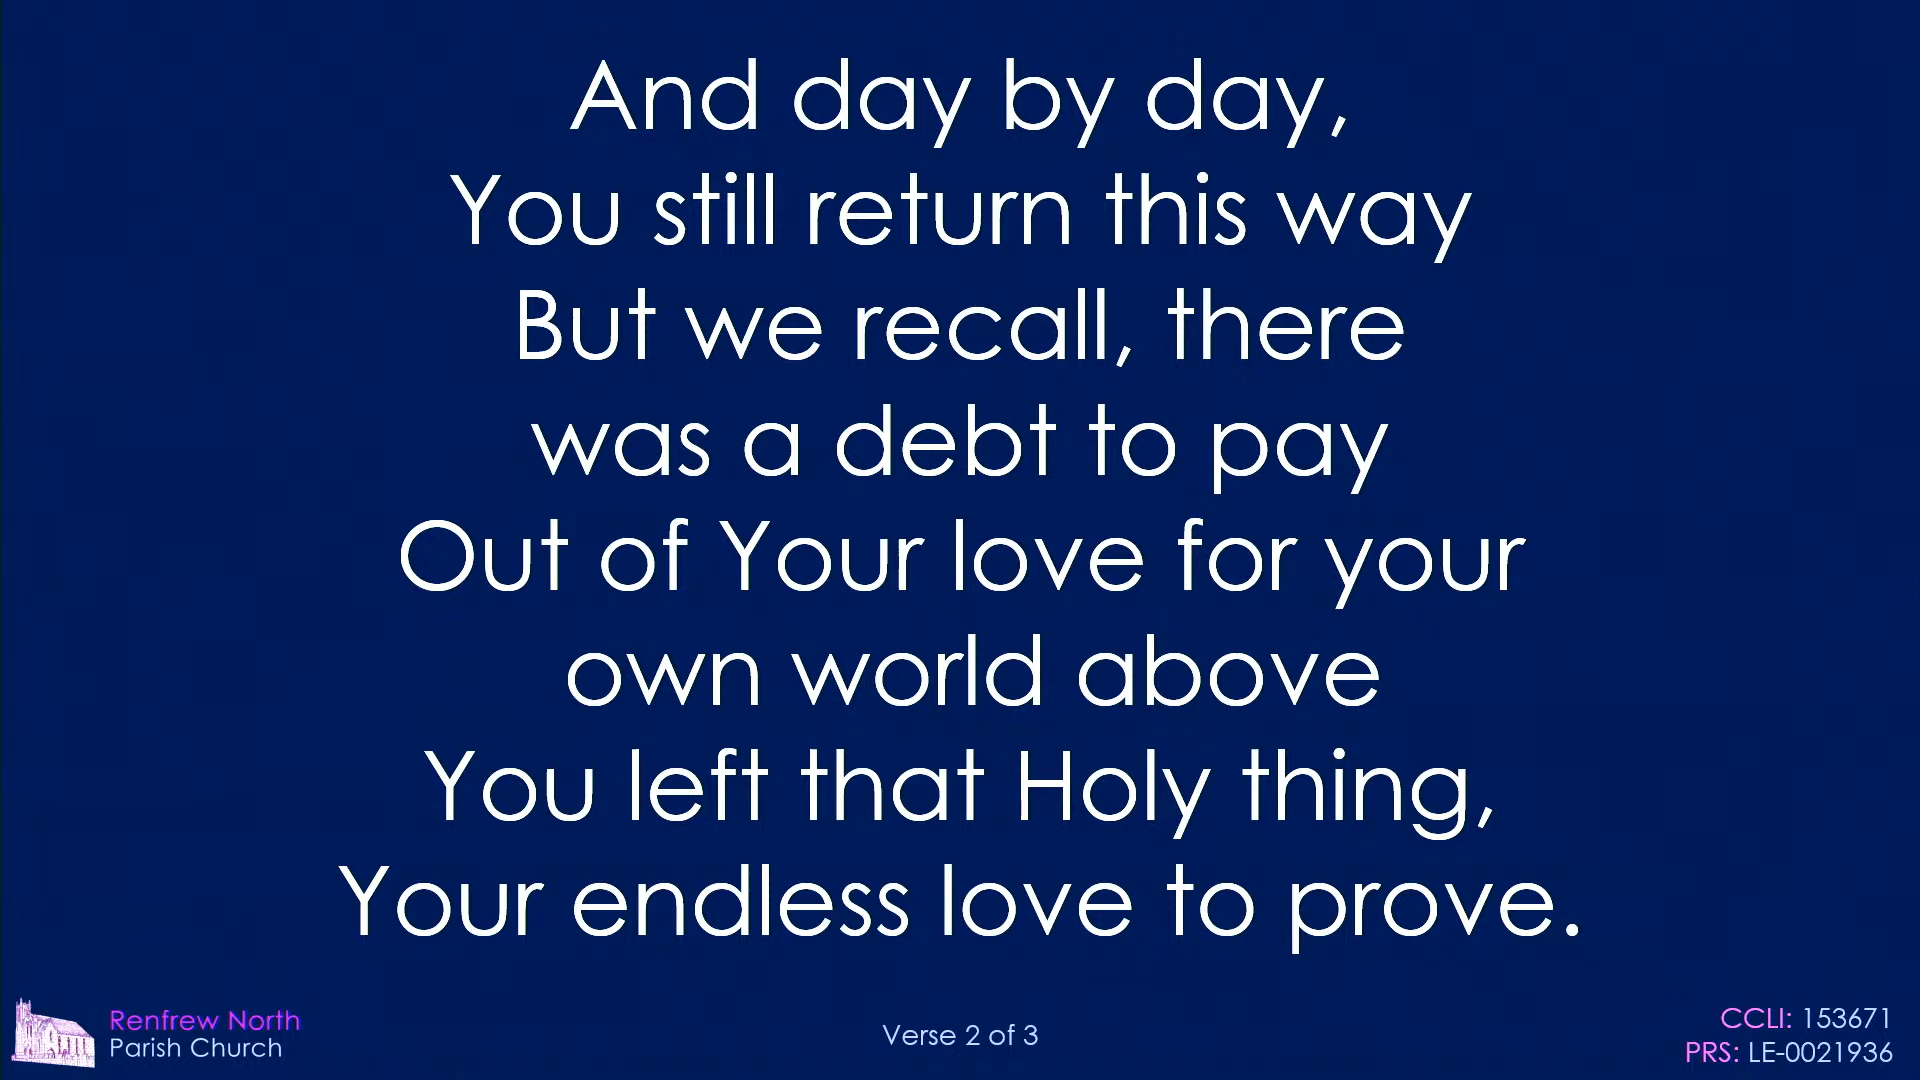 And day by day,
You still return this way
But we recall, there
was a debt to pay
Out of Your love for your
own world above
You left that Holy thing,
Your endless love to prove.
Renfrew North
Parish Church
Verse 2 of 3
CCLI: 153671
PRS: LE-0021936